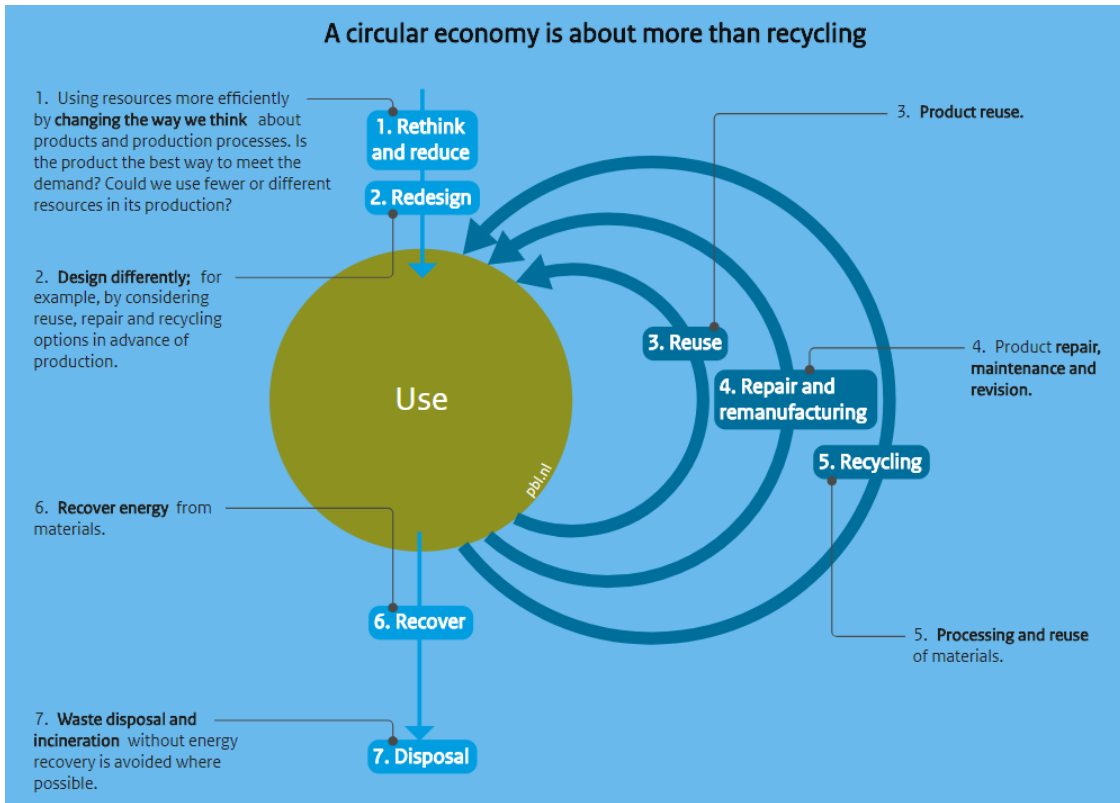 A circular economy is about more than recycling
1. Using resources more efficiently
by changing the way we think about
products and production processes. Is
the product the best way to meet the
demand? Could we use fewer or different
resources in its production?
1. Rethink
and reduce
2. Redesign
3. Product reuse.
2. Design differently; for
example, by considering
reuse, repair and recycling
options in advance of
production.
Use
pbl.nl
3. Reuse
4. Repair and
remanufacturing
4. Product repair,
maintenance and
revision.
5. Recycling
6. Recover energy from
materials.
6. Recover
5. Processing and reuse
of materials.
7. Waste disposal and
incineration without energy
recovery is avoided where
possible.
7. Disposal